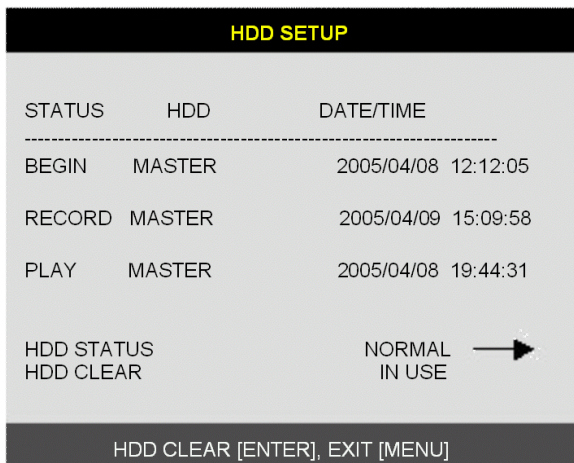 HDD SETUP
STATUS HDD DATE/TIME
-----------------------------------------------------------------------
BEGIN MASTER 2005/04/08 12:12:05
RECORD MASTER 2005/04/09 15:09:58
PLAY MASTER 2005/04/08 19:44:31
HDD STATUS NORMAL
HDD CLEAR IN USE
HDD CLEAR [ENTER], EXIT [MENU]